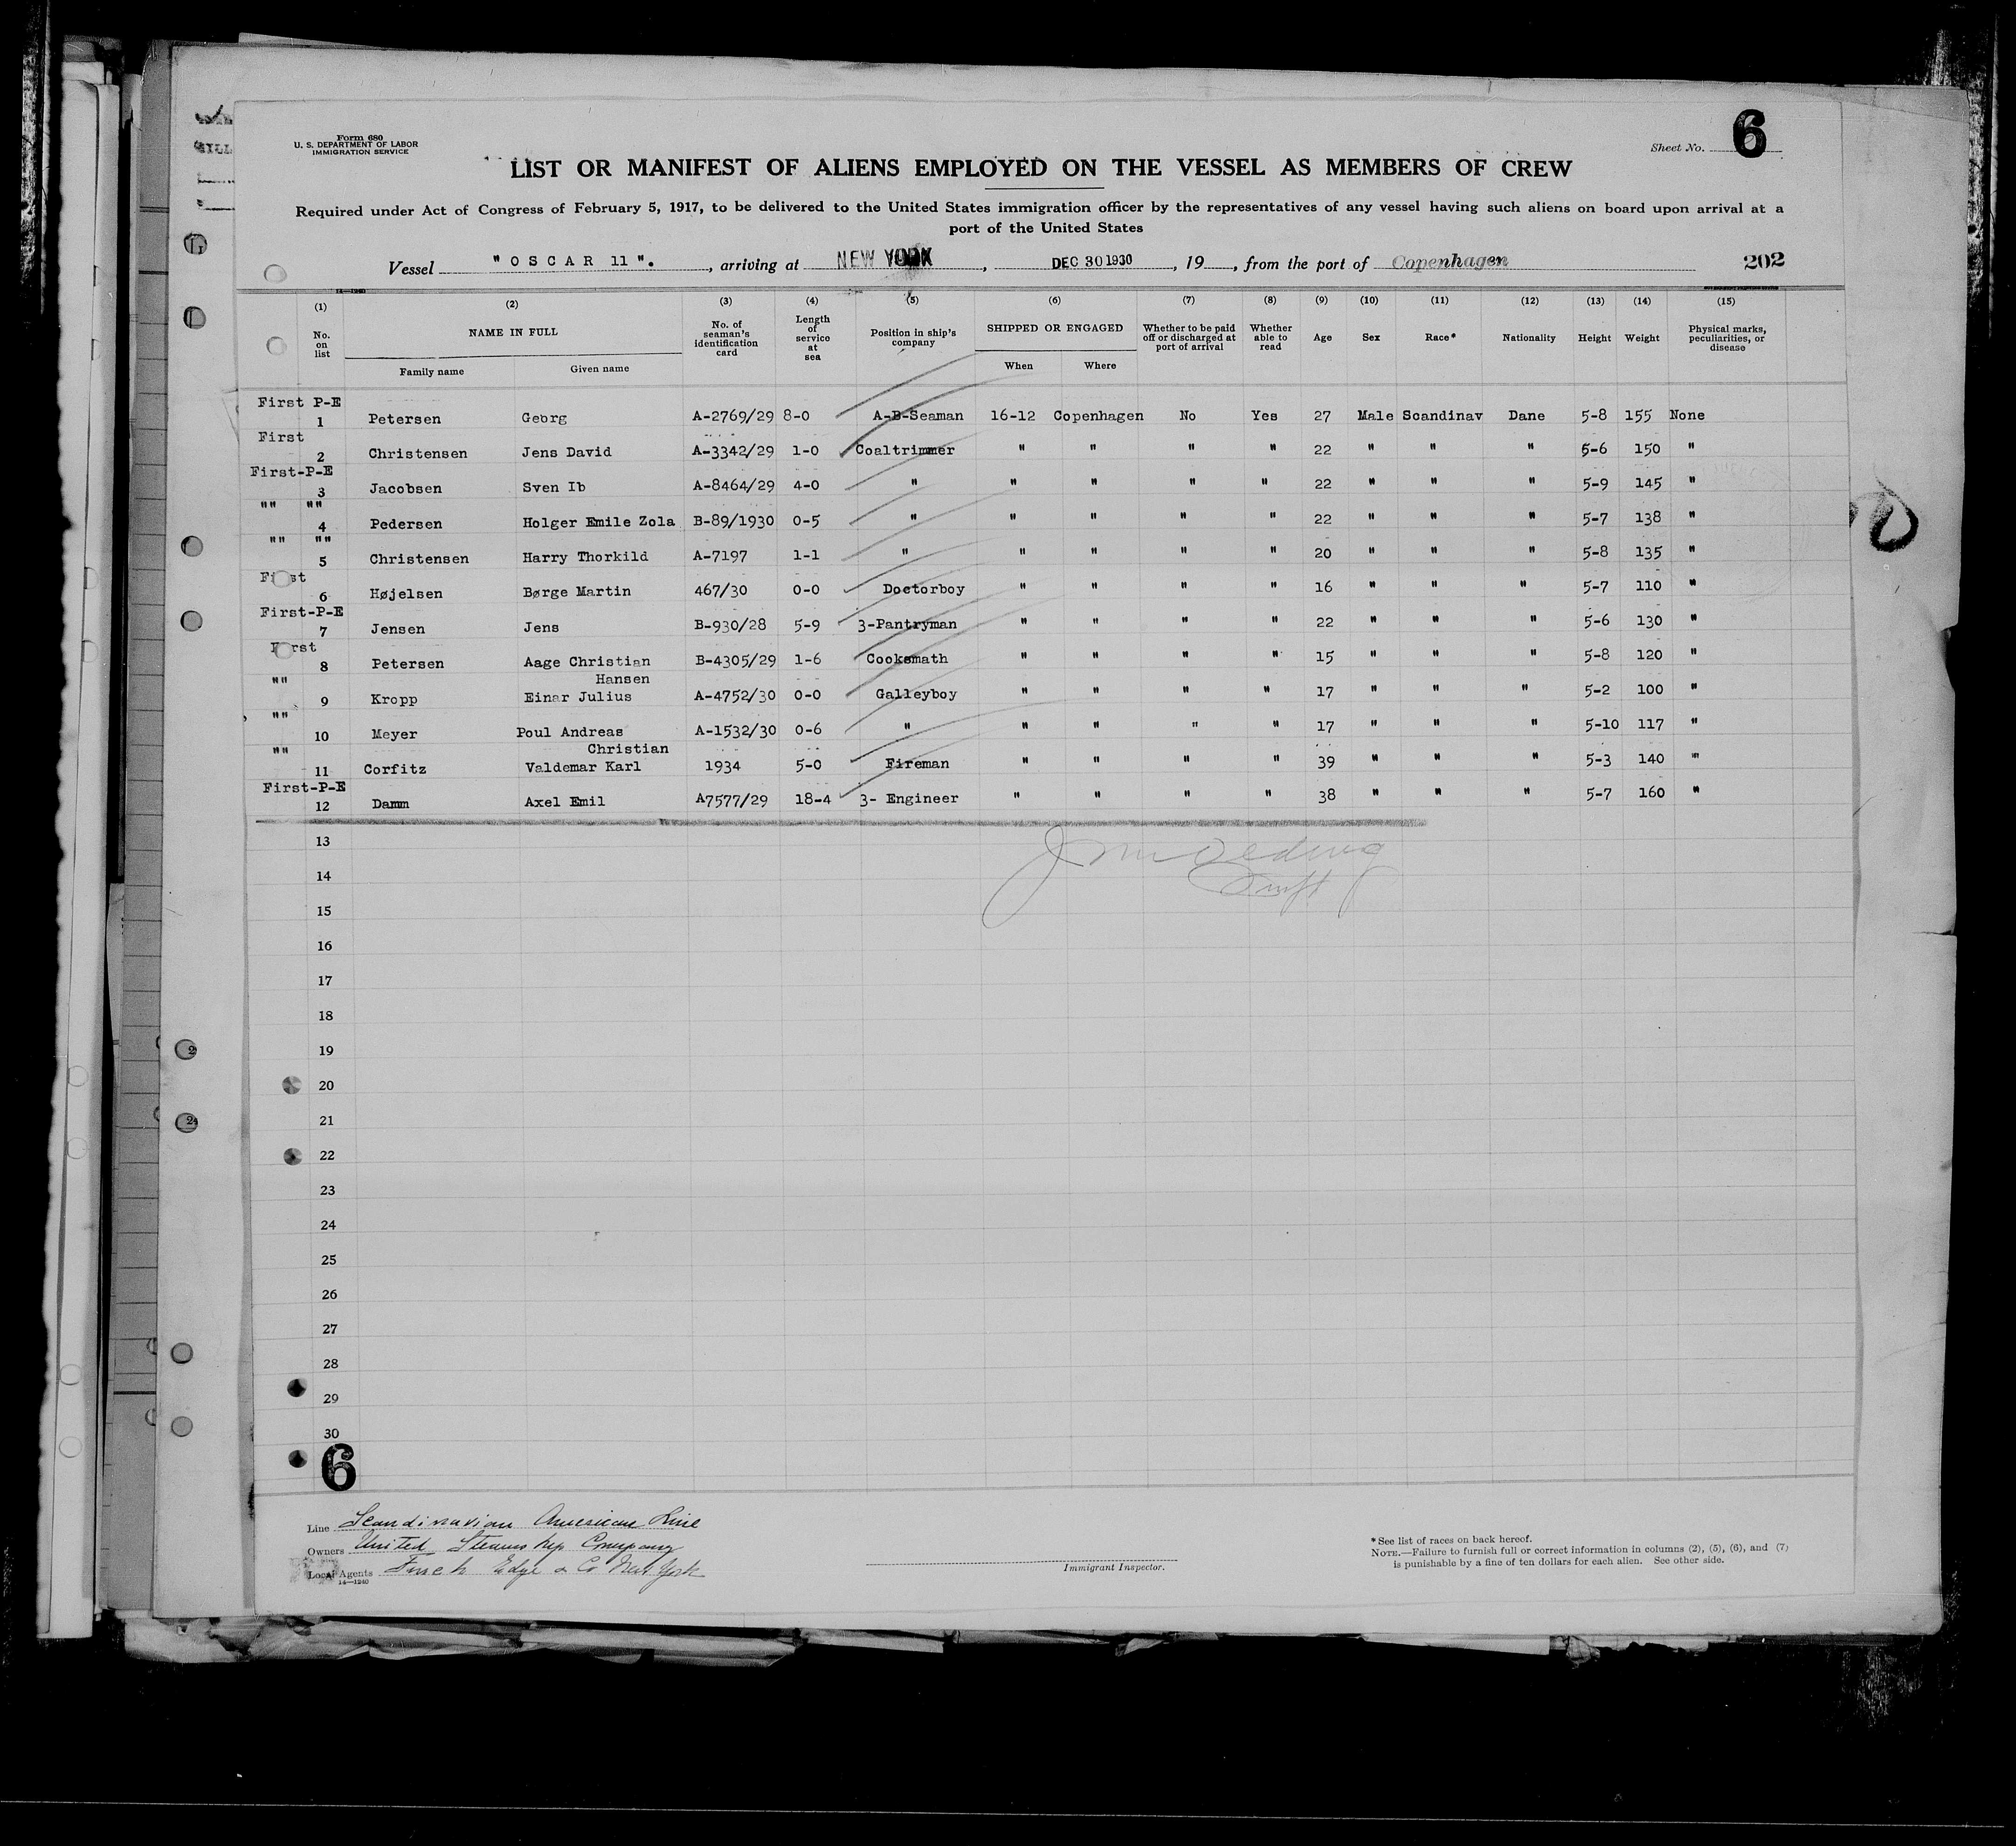 Form 680
U. S. DEPARTMENT OF LABOR
IMMIGRATION SERVICE
Sheet No. 6
LIST OR MANIFEST OF ALIENS EMPLOYED ON THE VESSEL AS MEMBERS OF CREW
Required under Act of Congress of February 5, 1917, to be delivered to the United States immigration officer by the representatives of any vessel having such aliens on board upon arrival at a
port of the United States
Vessel " OSCAR 11 ". , arriving at NEW YORK , DEC 30 1930 , 19 , from the port of Copenhagen 202
14—1240
(1) (2) (3) (4) (5) (6) (7) (8) (9) (10) (11) (12) (13) (14) (15)
No. on list NAME IN FULL No. of seaman's identification card Length of service at sea Position in ship's company SHIPPED OR ENGAGED Whether to be paid off or discharged at port of arrival Whether able to read Age Sex Race* Nationality Height Weight Physical marks, peculiarities, or disease
Family name Given name When Where
First P-E
1 Petersen Georg A-2769/29 8-0 A-B-Seaman 16-12 Copenhagen No Yes 27 Male Scandinav Dane 5-8 155 None
First
2 Christensen Jens David A-3342/29 1-0 Coaltrimmer " " " " 22 " " " 5-6 150 "
First-P-E
3 Jacobsen Sven Ib A-8464/29 4-0 " " " " " 22 " " " 5-9 145 "
"" ""
4 Pedersen Holger Emile Zola B-89/1930 0-5 " " " " " 22 " " " 5-7 138 "
"" ""
5 Christensen Harry Thorkild A-7197 1-1 " " " " " 20 " " " 5-8 135 "
First
6 Højelsen Børge Martin 467/30 0-0 Doctorboy " " " " 16 " " " 5-7 110 "
First-P-E
7 Jensen Jens B-930/28 5-9 3-Pantryman " " " " 22 " " " 5-6 130 "
First
8 Petersen Aage Christian B-4305/29 1-6 Cooksmath " " " " 15 " " " 5-8 120 "
"" Hansen
9 Kropp Einar Julius A-4752/30 0-0 Galleyboy " " " " 17 " " " 5-2 100 "
""
10 Meyer Poul Andreas A-1532/30 0-6 " " " " " 17 " " " 5-10 117 "
"" Christian
11 Corfitz Valdemar Karl 1934 5-0 Fireman " " " " 39 " " " 5-3 140 "
First-P-E
12 Damm Axel Emil A7577/29 18-4 3- Engineer " " " " 38 " " " 5-7 160 "
13
14
15
16
17
18
19
20
21
22
23
24
25
26
27
28
29
30
6
Line Scandinavian American Line
Owners United Steamship Company
Local Agents Funch Edye & Co New York
14—1240
Immigrant Inspector.
*See list of races on back hereof.
NOTE.—Failure to furnish full or correct information in columns (2), (5), (6), and (7)
is punishable by a fine of ten dollars for each alien. See other side.